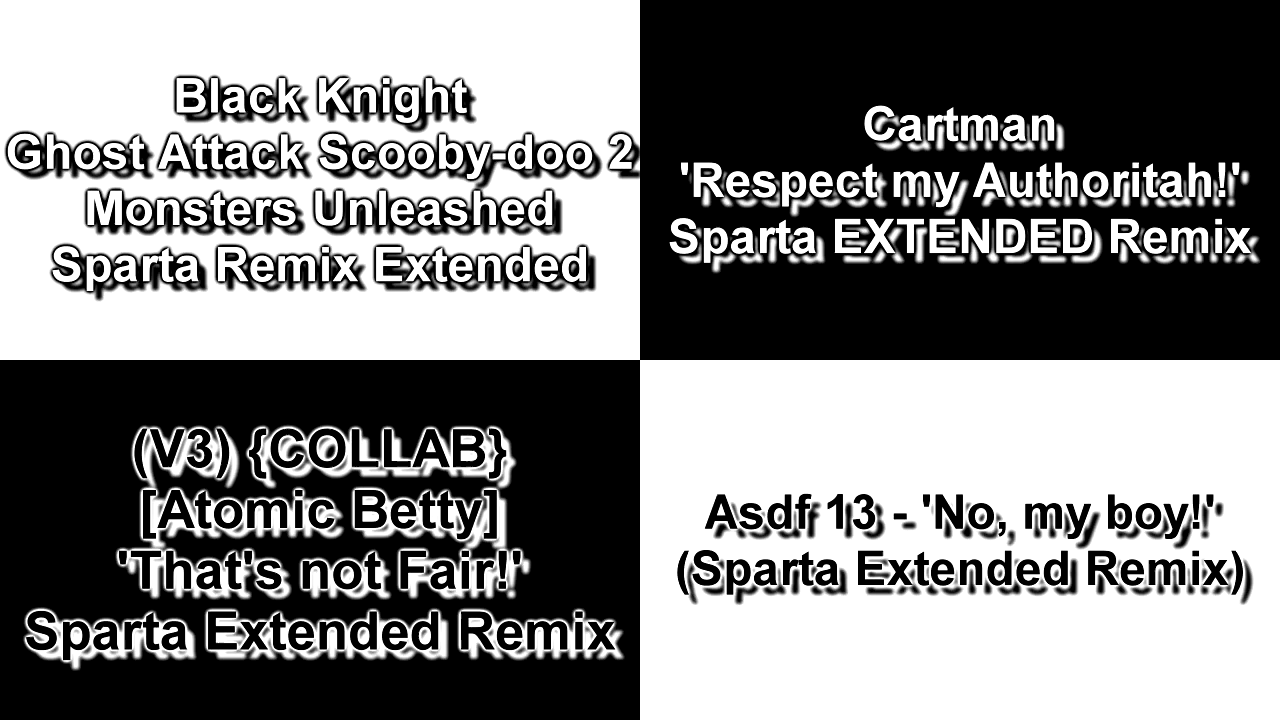 Black Knight
Ghost Attack Scooby-doo 2
Monsters Unleashed
Sparta Remix Extended
Cartman
'Respect my Authoritah!'
Sparta EXTENDED Remix
(V3) {COLLAB}
[Atomic Betty]
'That's not Fair!'
Sparta Extended Remix
Asdf 13 - 'No, my boy!'
(Sparta Extended Remix)